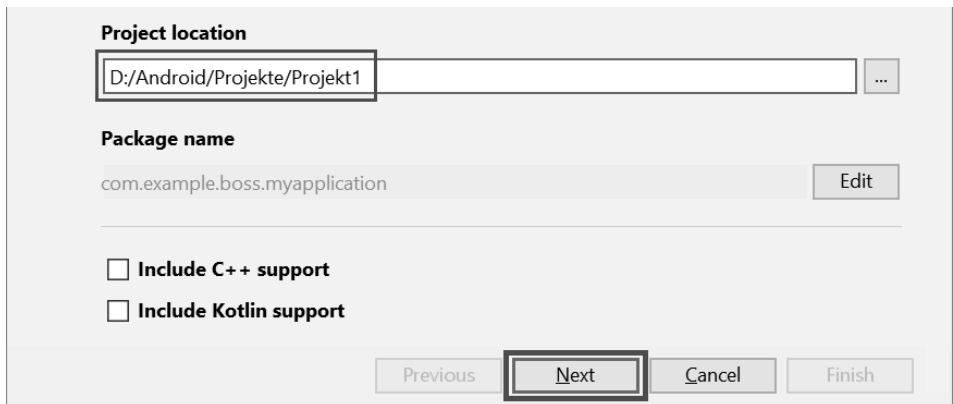 Project location
D:/Android/Projekte/Projekt1 ...
Package name
com.example.boss.myapplication Edit
Include C++ support
Include Kotlin support
Previous Next Cancel Finish